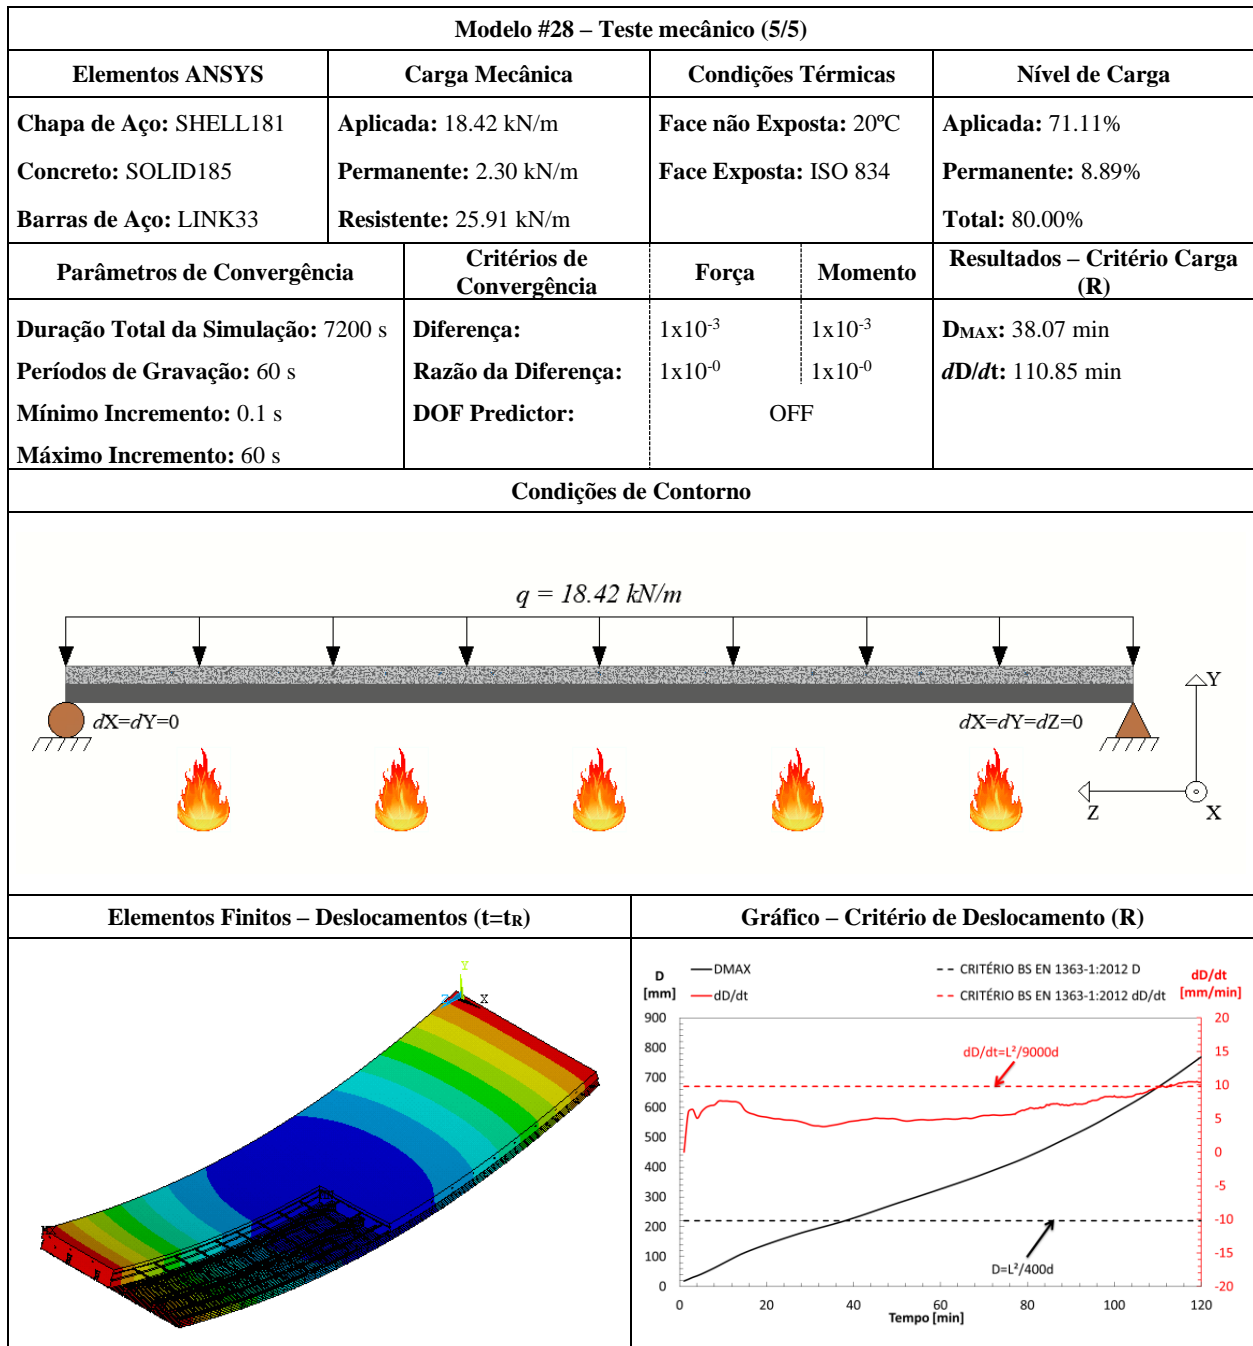 Modelo #28 – Teste mecânico (5/5)
Elementos ANSYS
Carga Mecânica
Condições Térmicas
Nível de Carga
Chapa de Aço: SHELL181
Concreto: SOLID185
Barras de Aço: LINK33
Aplicada: 18.42 kN/m
Permanente: 2.30 kN/m
Resistente: 25.91 kN/m
Face não Exposta: 20ºC
Face Exposta: ISO 834
Aplicada: 71.11%
Permanente: 8.89%
Total: 80.00%
Parâmetros de Convergência
Critérios de
Convergência
Força
Momento
Resultados – Critério Carga
(R)
Duração Total da Simulação: 7200 s
Períodos de Gravação: 60 s
Mínimo Incremento: 0.1 s
Máximo Incremento: 60 s
Diferença: 1x10⁻³ 1x10⁻³
Razão da Diferença: 1x10⁻⁰ 1x10⁻⁰
DOF Predictor: OFF
DMAX: 38.07 min
dD/dt: 110.85 min
Condições de Contorno
q = 18.42 kN/m
dX=dY=0
dX=dY=dZ=0
Y
Z
X
Elementos Finitos – Deslocamentos (t=tR)
Gráfico – Critério de Deslocamento (R)
Y
Z
X
D
[mm]
DMAX
dD/dt
CRITÉRIO BS EN 1363-1:2012 D
CRITÉRIO BS EN 1363-1:2012 dD/dt
dD/dt
[mm/min]
900
800
700
600
500
400
300
200
100
0
dD/dt=L²/9000d
D=L²/400d
20
15
10
5
0
-5
-10
-15
-20
0 20 40 60 80 100 120
Tempo [min]